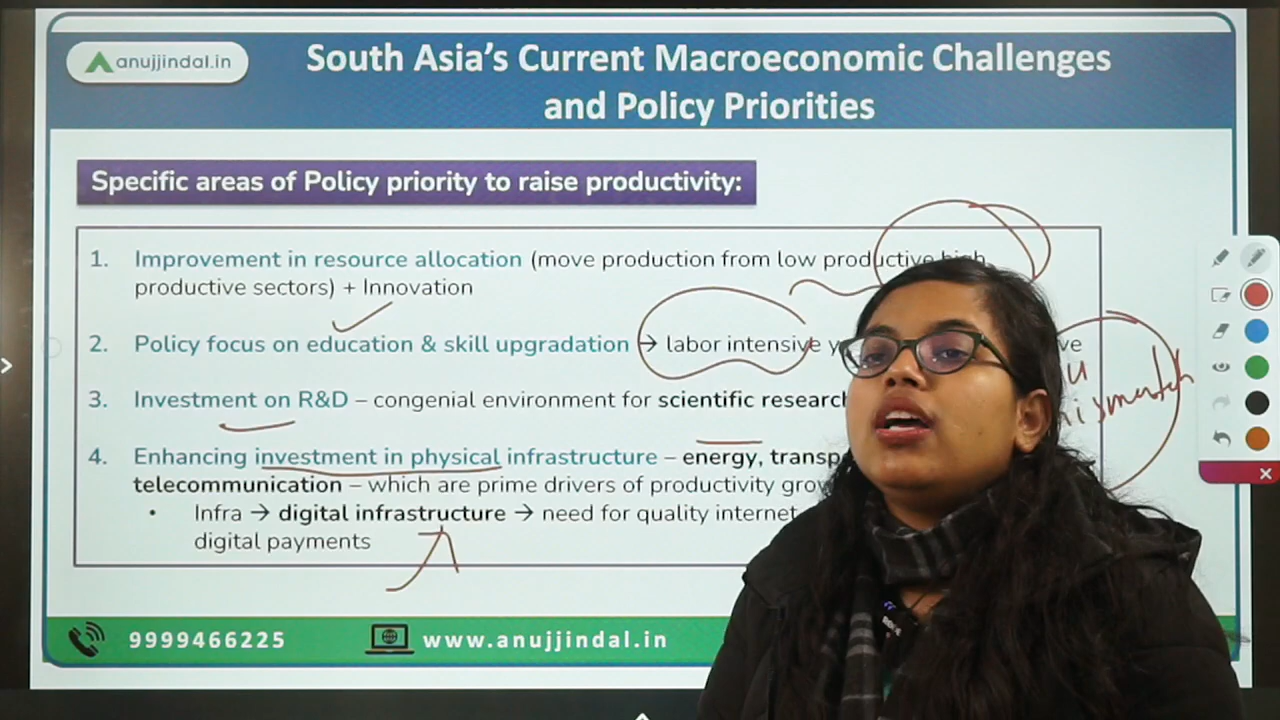 anujjindal.in
South Asia's Current Macroeconomic Challenges
and Policy Priorities
Specific areas of Policy priority to raise productivity:
1. Improvement in resource allocation (move production from low productive high
productive sectors) + Innovation
2. Policy focus on education & skill upgradation → labor intensive
3. Investment on R&D – congenial environment for scientific research
4. Enhancing investment in physical infrastructure – energy,
telecommunication – which are prime drivers of productivity
• Infra → digital infrastructure → need for quality internet
digital payments
9999466225
www.anujjindal.in